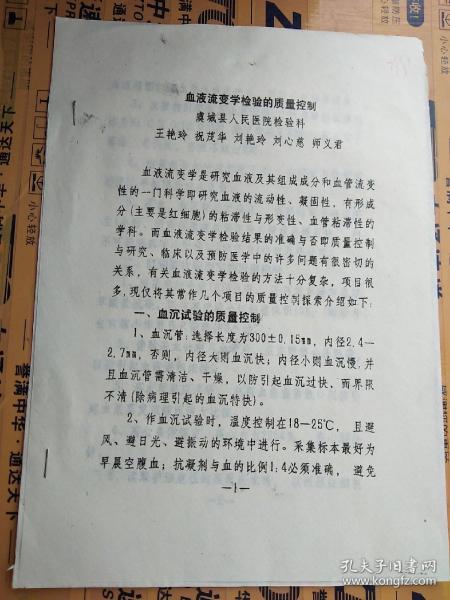 血液流变学检验的质量控制
虞城县人民医院检验科
王艳玲 祝茂华 刘艳玲 刘心慈 师义君
血液流变学是研究血液及其组成成分和血管流变
性的一门科学即研究血液的流动性、凝固性、有形成
分(主要是红细胞)的粘滞性与形变性、血管粘滞性的
学科。而血液流变学检验结果的准确与否即质量控制
与研究、临床以及预防医学中的许多问题有很密切的
关系，有关血液流变学检验的方法十分复杂，项目很
多，现仅将其常作几个项目的质量控制探索介绍如下:
一、血沉试验的质量控制
1、血沉管:选择长度为300±0.15mm，内径2.4—
2.7mm，否则，内径大则血沉快；内径小则血沉慢,并
且血沉管需清洁、干燥，以防引起血沉过快，而界限
不清(除病理引起的血沉特快)。
2、作血沉试验时，温度控制在18—25℃，且避
风、避日光、避振动的环境中进行。采集标本最好为
早晨空腹血；抗凝剂与血的比例1:4必须准确，避免
—1—
小心轻放
誉满中华·通达天下
孔夫子旧书网
www.kongfz.com